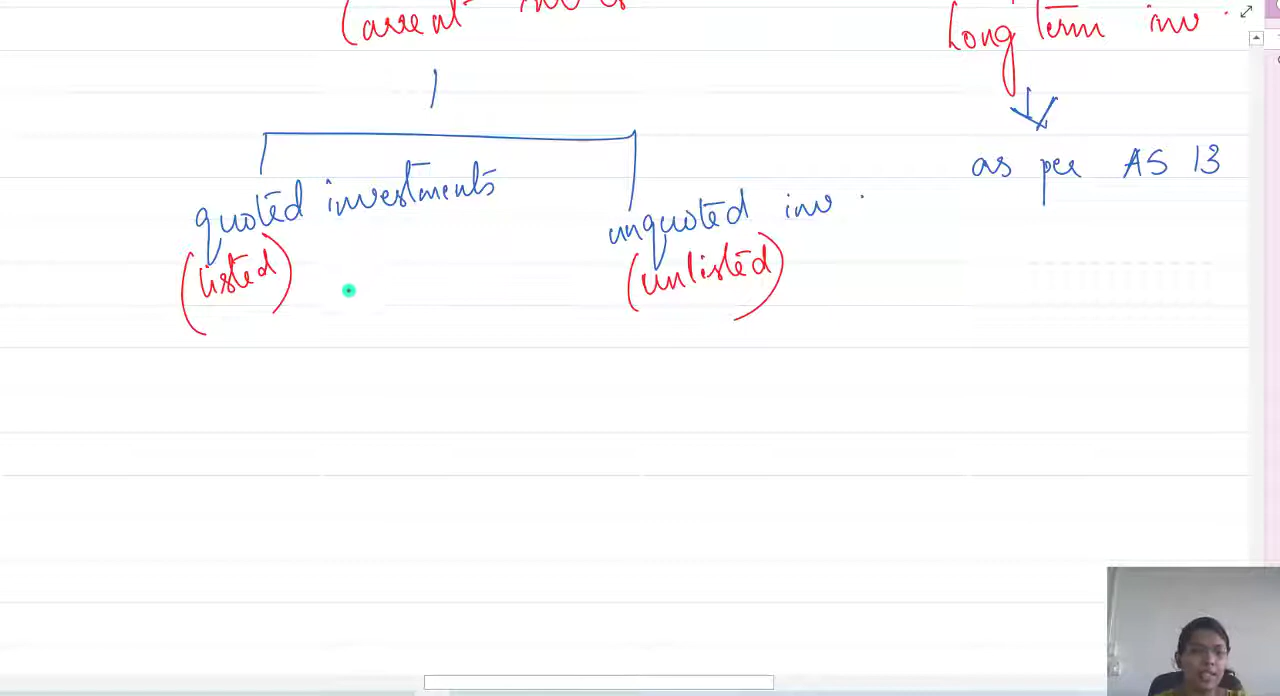 Long Term inv.
as per AS 13
quoted investments
unquoted inv.
(listed)
(unlisted)